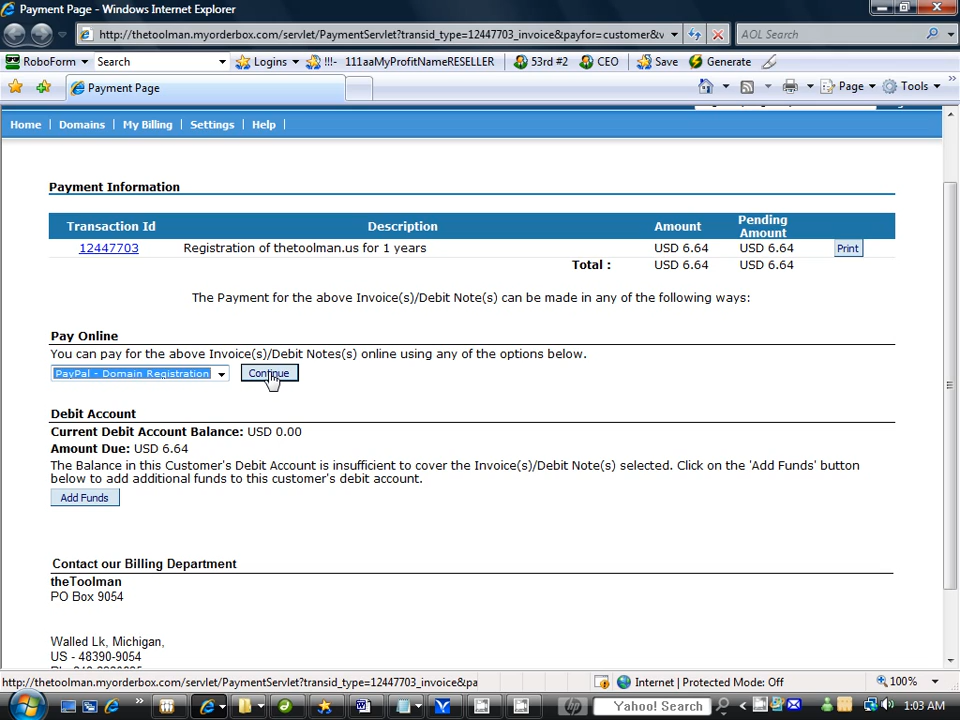 Payment Page - Windows Internet Explorer
http://thetoolman.myorderbox.com/servlet/PaymentServlet?transid_type=12447703_invoice&payfor=customer&v
AOL Search
RoboForm
Search
Logins
!!!- 111aaMyProfitNameRESELLER
53rd #2
CEO
Save
Generate
Payment Page
Page
Tools
Home | Domains | My Billing | Settings | Help |
Payment Information
Transaction Id Description Amount Pending Amount
12447703 Registration of thetoolman.us for 1 years USD 6.64 USD 6.64 Print
Total : USD 6.64 USD 6.64
The Payment for the above Invoice(s)/Debit Note(s) can be made in any of the following ways:
Pay Online
You can pay for the above Invoice(s)/Debit Notes(s) online using any of the options below.
PayPal - Domain Registration Continue
Debit Account
Current Debit Account Balance: USD 0.00
Amount Due: USD 6.64
The Balance in this Customer's Debit Account is insufficient to cover the Invoice(s)/Debit Note(s) selected. Click on the 'Add Funds' button
below to add additional funds to this customer's debit account.
Add Funds
Contact our Billing Department
theToolman
PO Box 9054
Walled Lk, Michigan,
US - 48390-9054
http://thetoolman.myorderbox.com/servlet/PaymentServlet?transid_type=12447703_invoice&pa
Internet | Protected Mode: Off
100%
hp
Yahoo! Search
1:03 AM